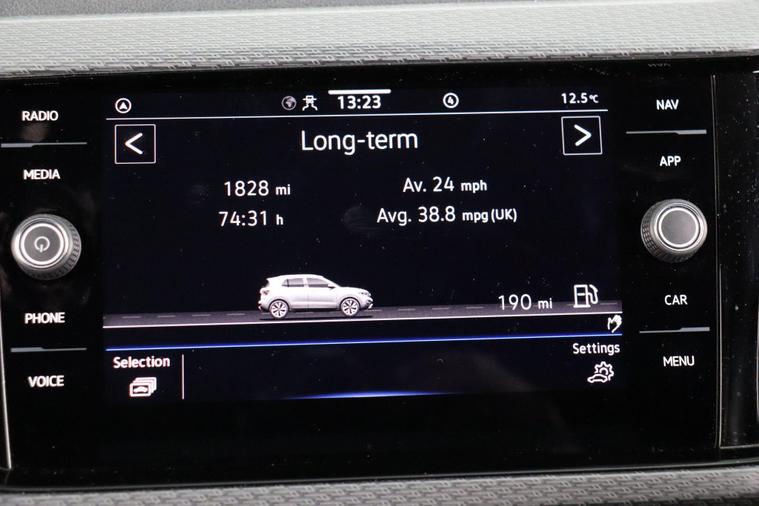 RADIO
MEDIA
PHONE
VOICE
13:23
4
12.5°C
Long-term
1828 mi
Av. 24 mph
74:31 h
Avg. 38.8 mpg (UK)
190 mi
Selection
Settings
NAV
APP
CAR
MENU